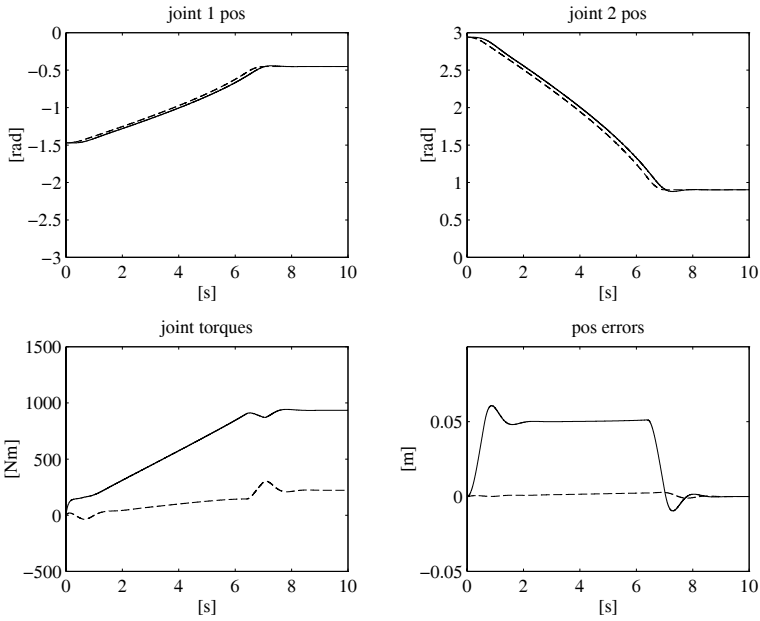 joint 1 pos
0
−0.5
−1
−1.5
−2
−2.5
−3
[rad]
0 2 4 6 8 10
[s]
joint 2 pos
3
2.5
2
1.5
1
0.5
0
[rad]
0 2 4 6 8 10
[s]
joint torques
1500
1000
500
0
−500
[Nm]
0 2 4 6 8 10
[s]
pos errors
0.05
0
−0.05
[m]
0 2 4 6 8 10
[s]